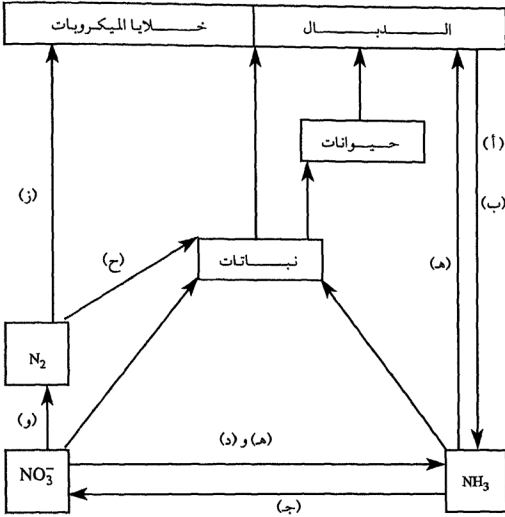 خلايا الميكروبات الدبال
حيوانات
(أ)
(ب)
(ز)
(ح)
نباتات
(هـ)
N₂
(و)
(هـ) و (د)
NO₃⁻
NH₃
(جـ)